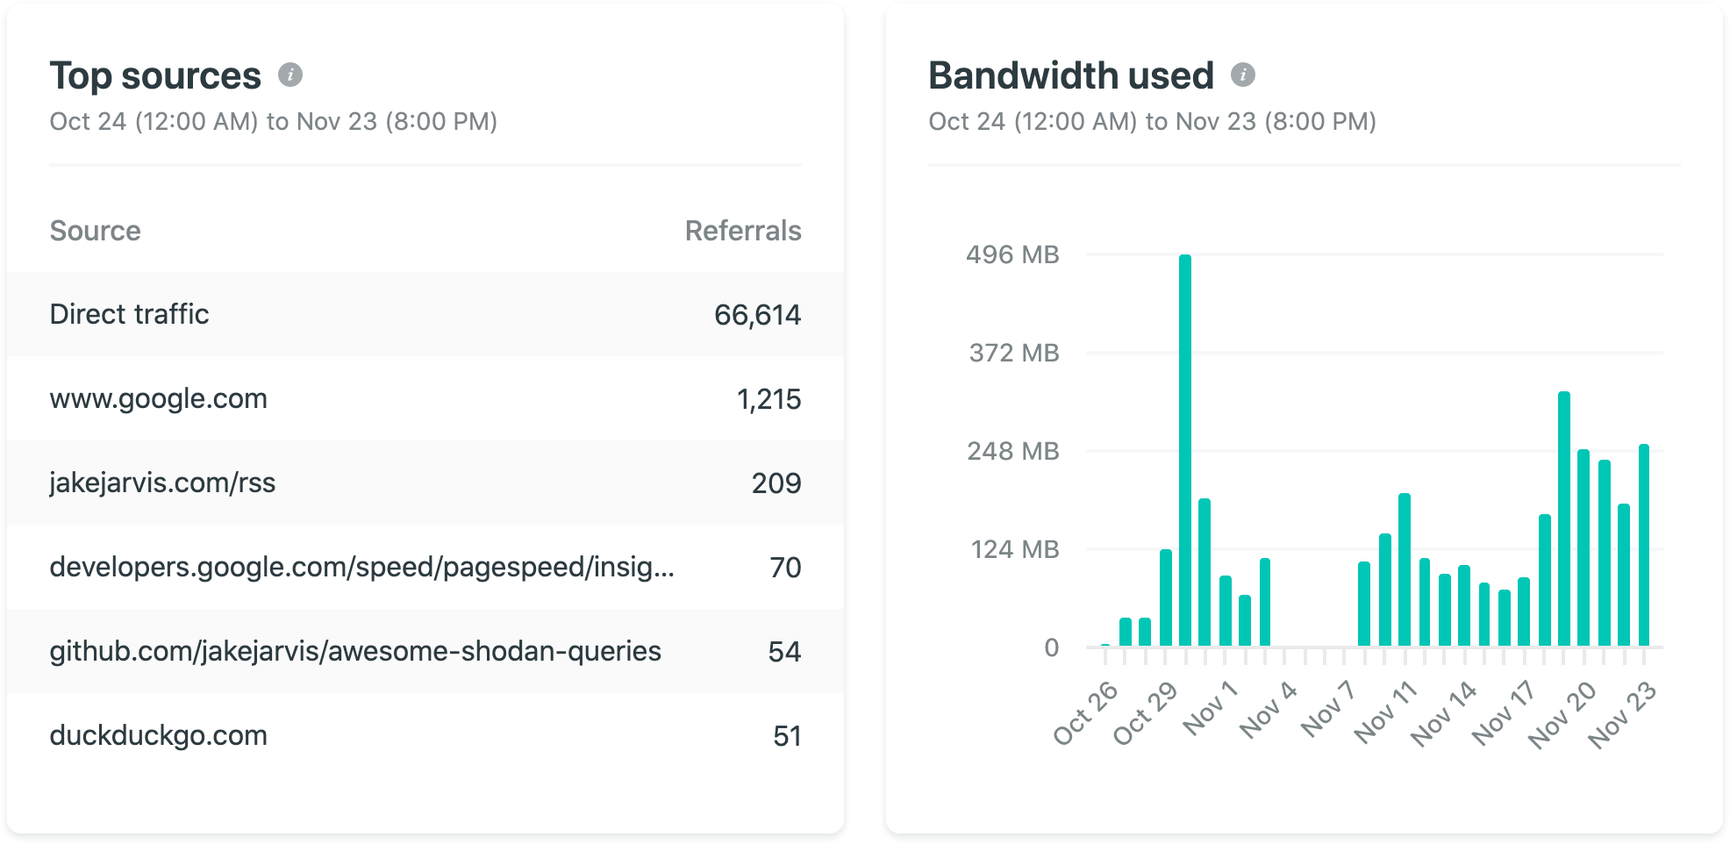 Top sources
Oct 24 (12:00 AM) to Nov 23 (8:00 PM)
Source Referrals
Direct traffic 66,614
www.google.com 1,215
jakejarvis.com/rss 209
developers.google.com/speed/pagespeed/insig... 70
github.com/jakejarvis/awesome-shodan-queries 54
duckduckgo.com 51
Bandwidth used
Oct 24 (12:00 AM) to Nov 23 (8:00 PM)
496 MB
372 MB
248 MB
124 MB
0
Oct 26 Oct 29 Nov 1 Nov 4 Nov 7 Nov 11 Nov 14 Nov 17 Nov 20 Nov 23